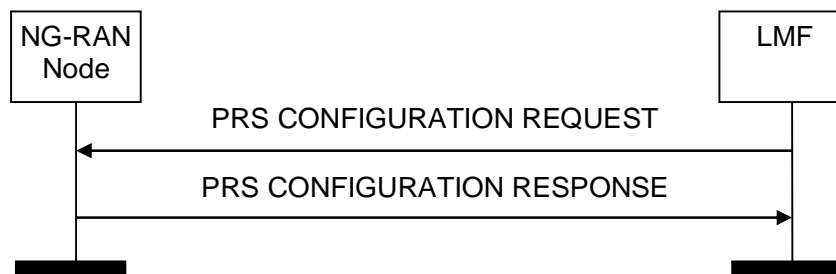 NG-RAN
Node
LMF
PRS CONFIGURATION REQUEST
PRS CONFIGURATION RESPONSE